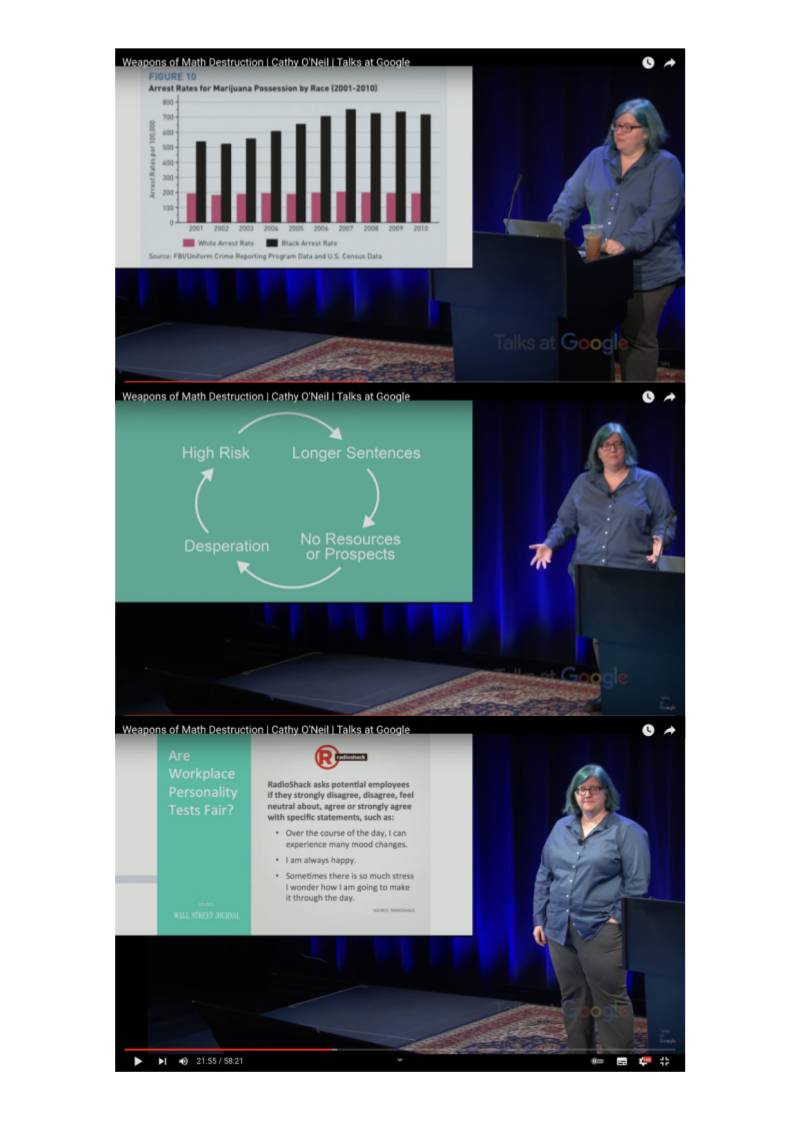 Weapons of Math Destruction | Cathy O'Neil | Talks at Google
FIGURE 10
Arrest Rates for Marijuana Possession by Race (2001-2010)
Arrest Rates per 100,000
800
700
600
500
400
300
200
100
0
2001 2002 2003 2004 2005 2006 2007 2008 2009 2010
White Arrest Rate Black Arrest Rate
Source: FBI/Uniform Crime Reporting Program Data and U.S. Census Data
Talks at Google
Weapons of Math Destruction | Cathy O'Neil | Talks at Google
High Risk
Longer Sentences
Desperation
No Resources
or Prospects
Talks at Google
Weapons of Math Destruction | Cathy O'Neil | Talks at Google
Are
Workplace
Personality
Tests Fair?
WALL STREET JOURNAL
radioshack
RadioShack asks potential employees
if they strongly disagree, disagree, feel
neutral about, agree or strongly agree
with specific statements, such as:
• Over the course of the day, I can
experience many mood changes.
• I am always happy.
• Sometimes there is so much stress
I wonder how I am going to make
it through the day.
21:55 / 58:21